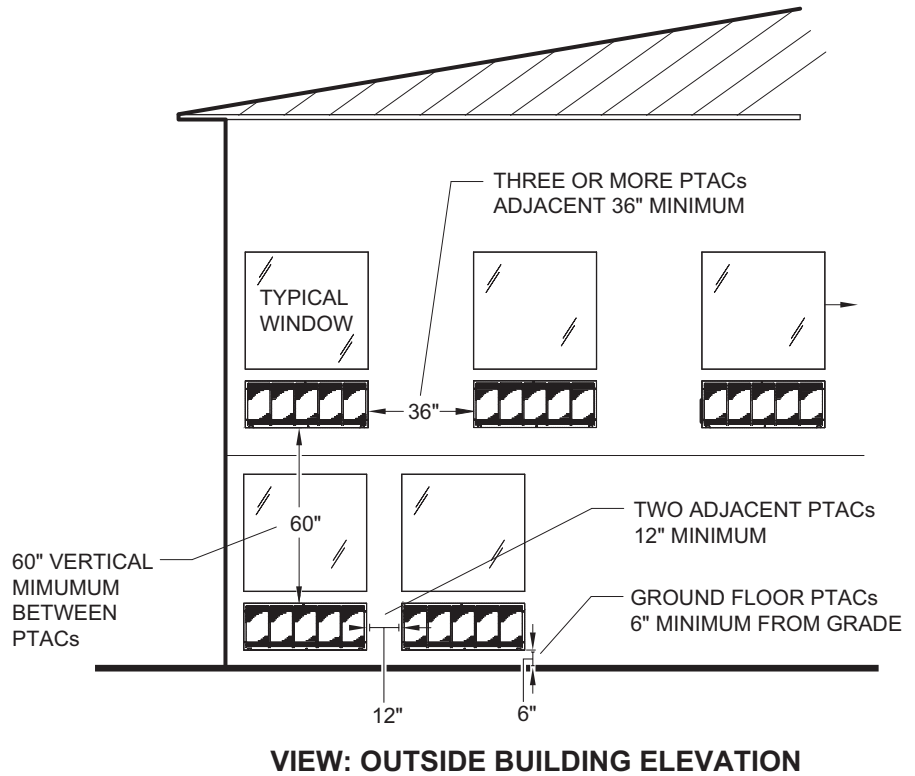 THREE OR MORE PTACs
ADJACENT 36" MINIMUM
TYPICAL
WINDOW
36"
60"
TWO ADJACENT PTACs
12" MINIMUM
60" VERTICAL
MIMUMUM
BETWEEN
PTACs
GROUND FLOOR PTACs
6" MINIMUM FROM GRADE
12"
6"
VIEW: OUTSIDE BUILDING ELEVATION